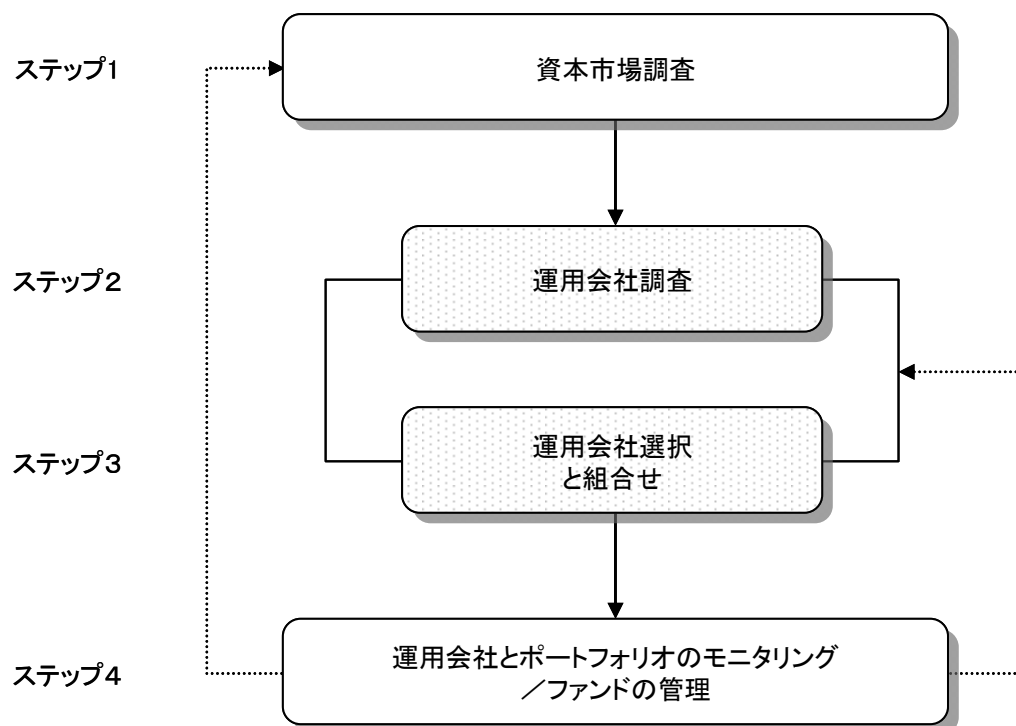 ステップ1
資本市場調査
ステップ2
運用会社調査
ステップ3
運用会社選択
と組合せ
ステップ4
運用会社とポートフォリオのモニタリング
／ファンドの管理